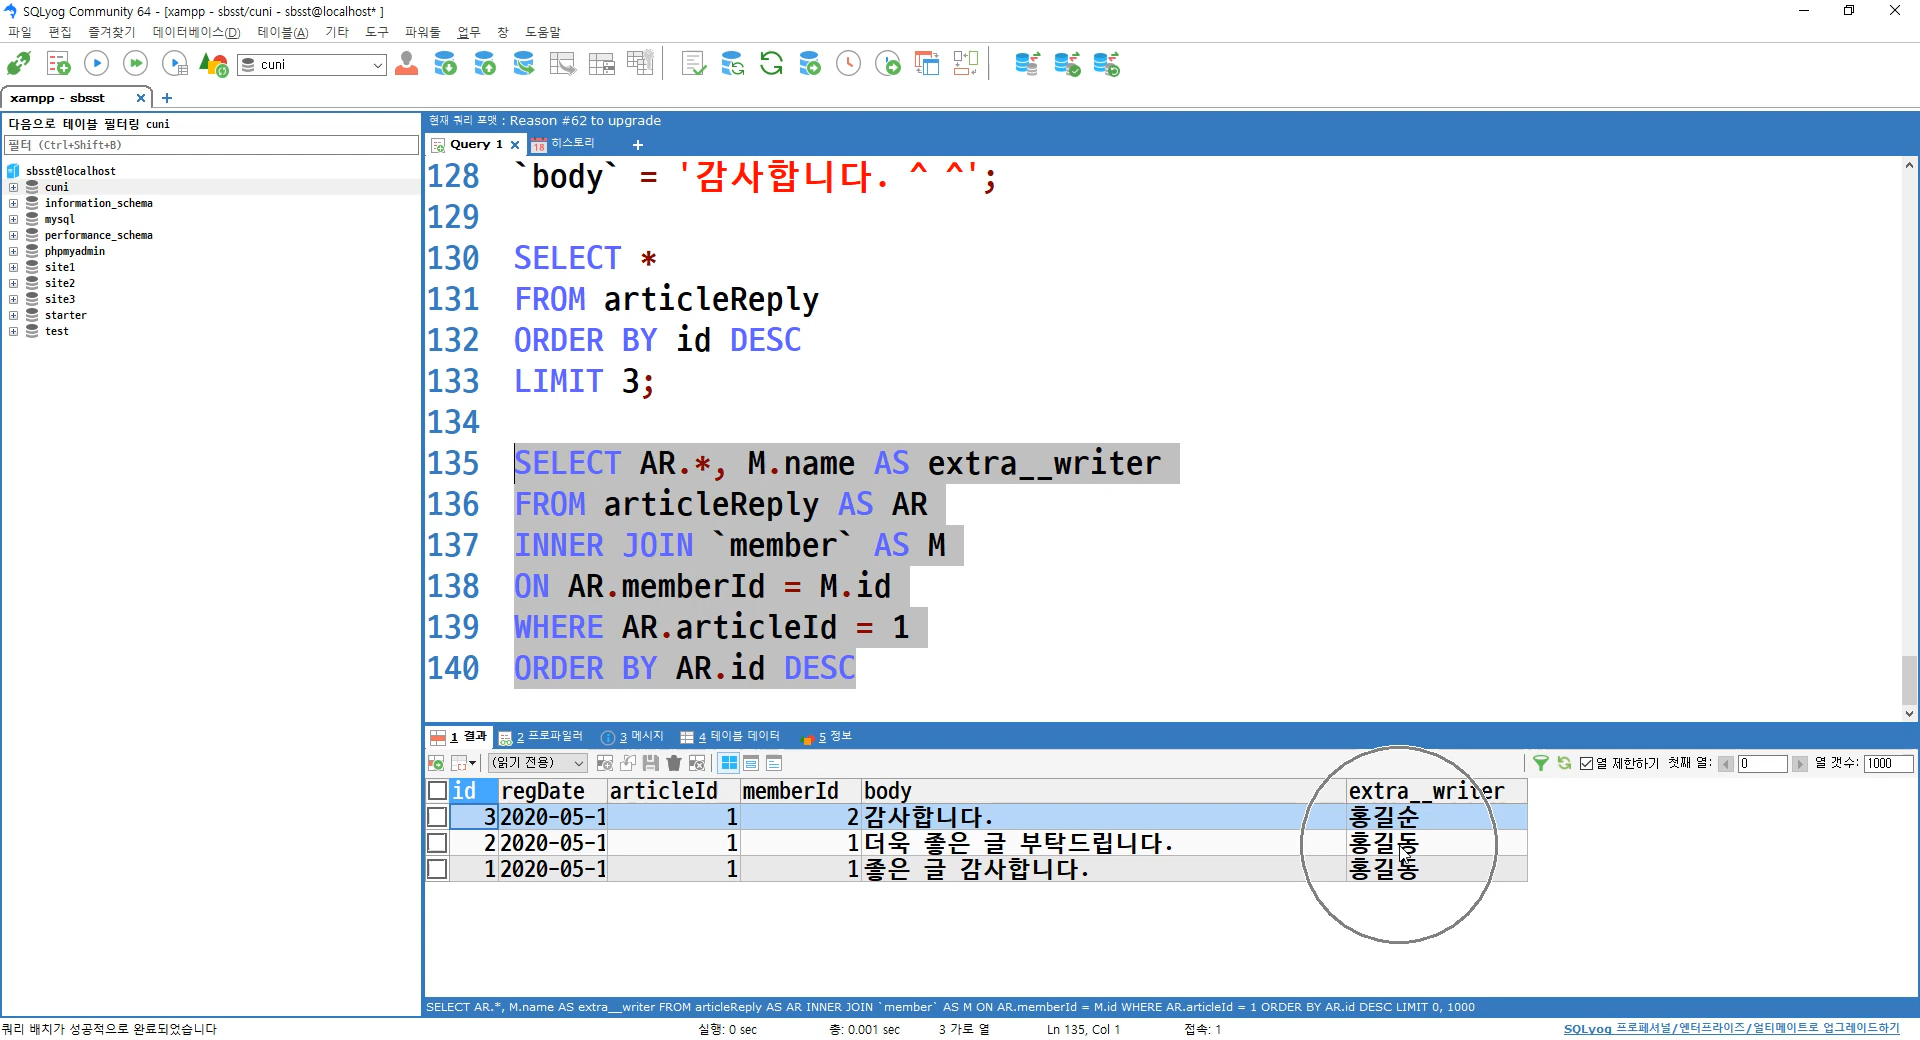 SQLyog Community 64 - [xampp - sbsst/cuni - sbsst@localhost* ]
파일 편집 즐겨찾기 데이터베이스(D) 테이블(A) 기타 도구 파워툴 업무 창 도움말
cuni
xampp - sbsst
다음으로 테이블 필터링 cuni
필터 (Ctrl+Shift+B)
sbsst@localhost
cuni
information_schema
mysql
performance_schema
phpmyadmin
site1
site2
site3
starter
test
현재 쿼리 포맷 : Reason #62 to upgrade
Query 1 18 히스토리
128 `body` = '감사합니다. ^ ^';
129
130 SELECT *
131 FROM articleReply
132 ORDER BY id DESC
133 LIMIT 3;
134
135 SELECT AR.*, M.name AS extra__writer
136 FROM articleReply AS AR
137 INNER JOIN `member` AS M
138 ON AR.memberId = M.id
139 WHERE AR.articleId = 1
140 ORDER BY AR.id DESC
1 결과 2 프로파일러 3 메시지 4 테이블 데이터 5 정보
(읽기 전용) 열 제한하기 첫째 열: 0 열 갯수: 1000
id regDate articleId memberId body extra__writer
3 2020-05-1 1 2 감사합니다. 홍길순
2 2020-05-1 1 1 더욱 좋은 글 부탁드립니다. 홍길동
1 2020-05-1 1 1 좋은 글 감사합니다. 홍길동
SELECT AR.*, M.name AS extra__writer FROM articleReply AS AR INNER JOIN `member` AS M ON AR.memberId = M.id WHERE AR.articleId = 1 ORDER BY AR.id DESC LIMIT 0, 1000
쿼리 배치가 성공적으로 완료되었습니다 실행: 0 sec 총: 0.001 sec 3 가로 열 Ln 135, Col 1 접속: 1 SQLyog 프로페셔널/엔터프라이즈/얼티메이트로 업그레이드하기